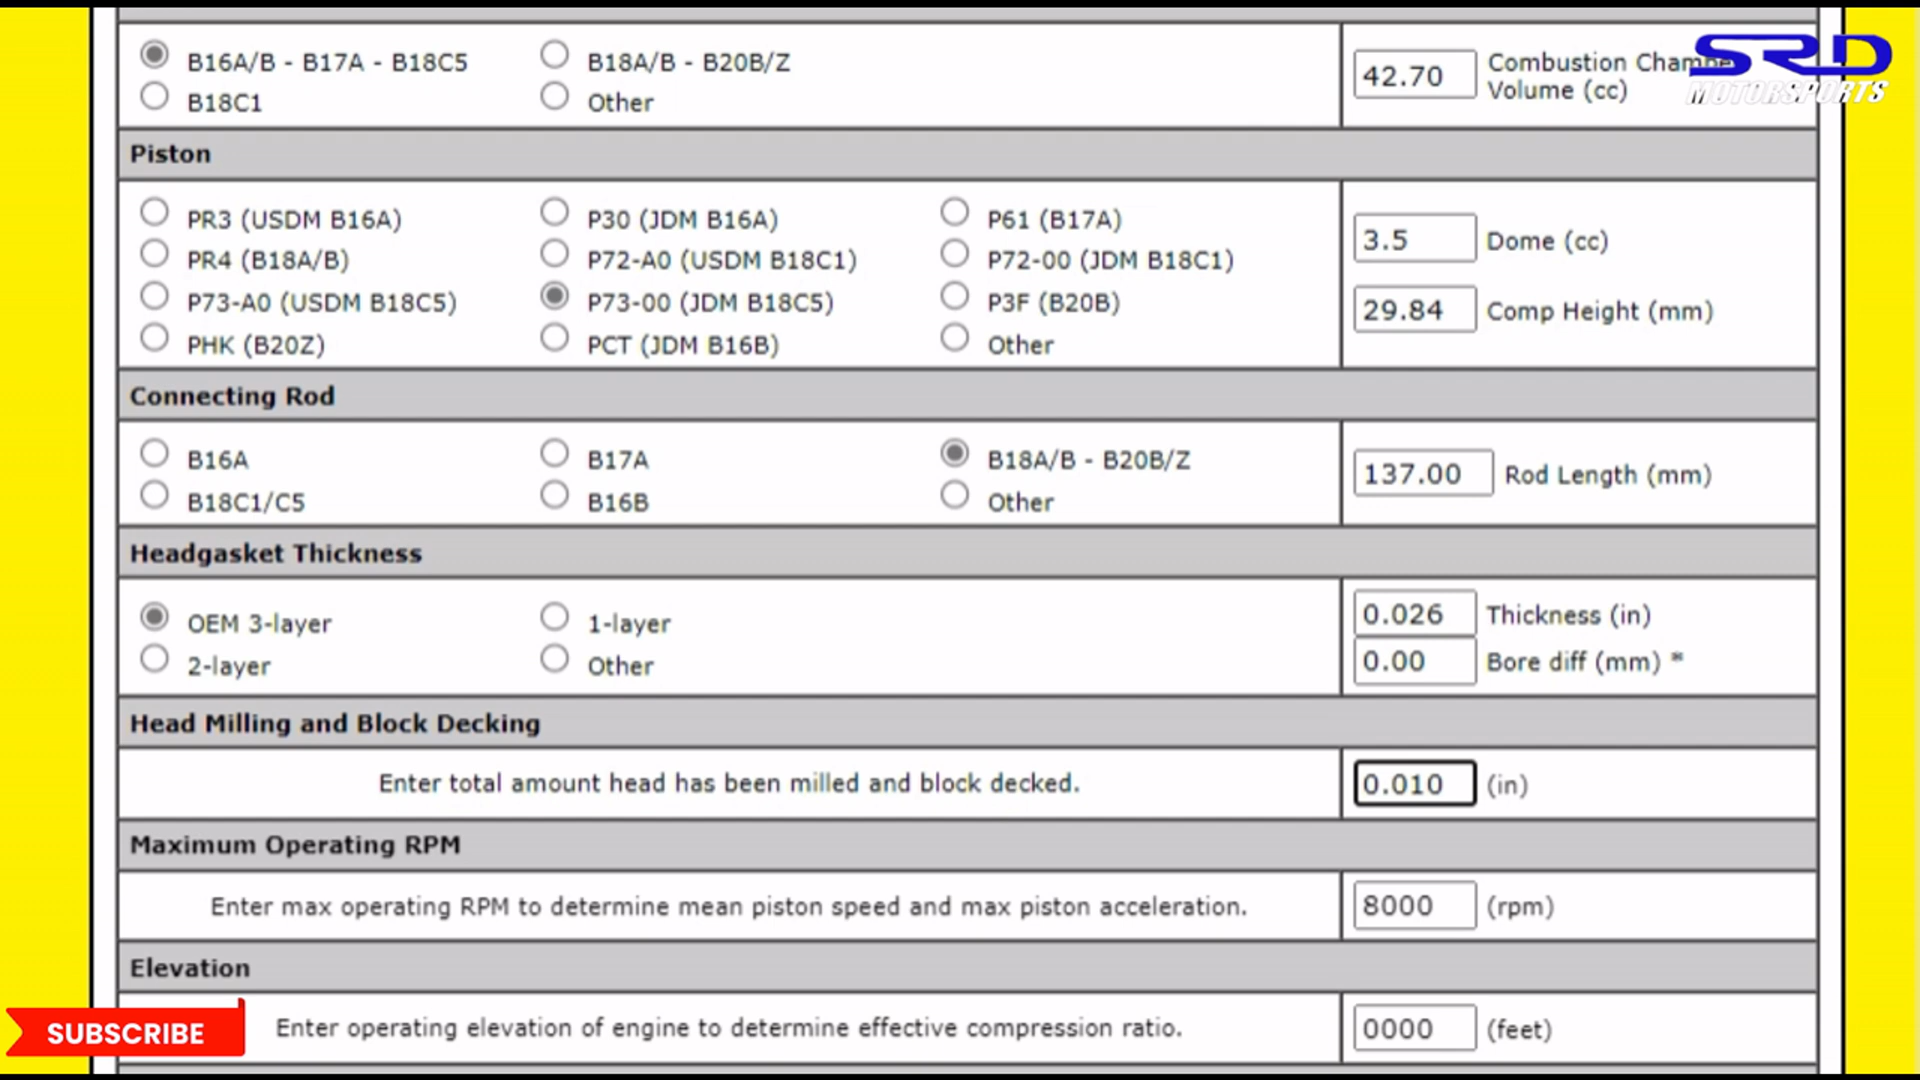 B16A/B - B17A - B18C5
B18A/B - B20B/Z
B18C1
Other
42.70
Combustion Chambe
Volume (cc)
SRD
MOTORSPORTS
Piston
PR3 (USDM B16A)
P30 (JDM B16A)
P61 (B17A)
PR4 (B18A/B)
P72-A0 (USDM B18C1)
P72-00 (JDM B18C1)
P73-A0 (USDM B18C5)
P73-00 (JDM B18C5)
P3F (B20B)
PHK (B20Z)
PCT (JDM B16B)
Other
3.5 Dome (cc)
29.84 Comp Height (mm)
Connecting Rod
B16A
B17A
B18A/B - B20B/Z
B18C1/C5
B16B
Other
137.00 Rod Length (mm)
Headgasket Thickness
OEM 3-layer
1-layer
2-layer
Other
0.026 Thickness (in)
0.00 Bore diff (mm) *
Head Milling and Block Decking
Enter total amount head has been milled and block decked.
0.010 (in)
Maximum Operating RPM
Enter max operating RPM to determine mean piston speed and max piston acceleration.
8000 (rpm)
Elevation
Enter operating elevation of engine to determine effective compression ratio.
0000 (feet)
SUBSCRIBE